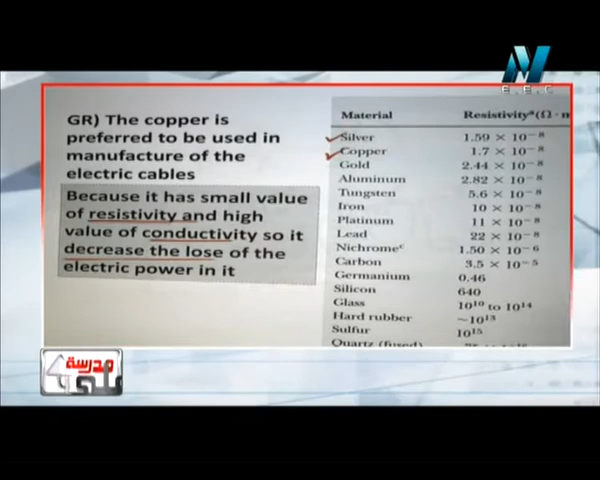 E.E.C
GR) The copper is
preferred to be used in
manufacture of the
electric cables
Because it has small value
of resistivity and high
value of conductivity so it
decrease the lose of the
electric power in it
Material Resistivityᵃ(Ω · m
Silver 1.59 × 10⁻⁸
Copper 1.7 × 10⁻⁸
Gold 2.44 × 10⁻⁸
Aluminum 2.82 × 10⁻⁸
Tungsten 5.6 × 10⁻⁸
Iron 10 × 10⁻⁸
Platinum 11 × 10⁻⁸
Lead 22 × 10⁻⁸
Nichromeᶜ 1.50 × 10⁻⁶
Carbon 3.5 × 10⁻⁵
Germanium 0.46
Silicon 640
Glass 10¹⁰ to 10¹⁴
Hard rubber ~10¹³
Sulfur 10¹⁵
Quartz (fused)
مدرسة
على